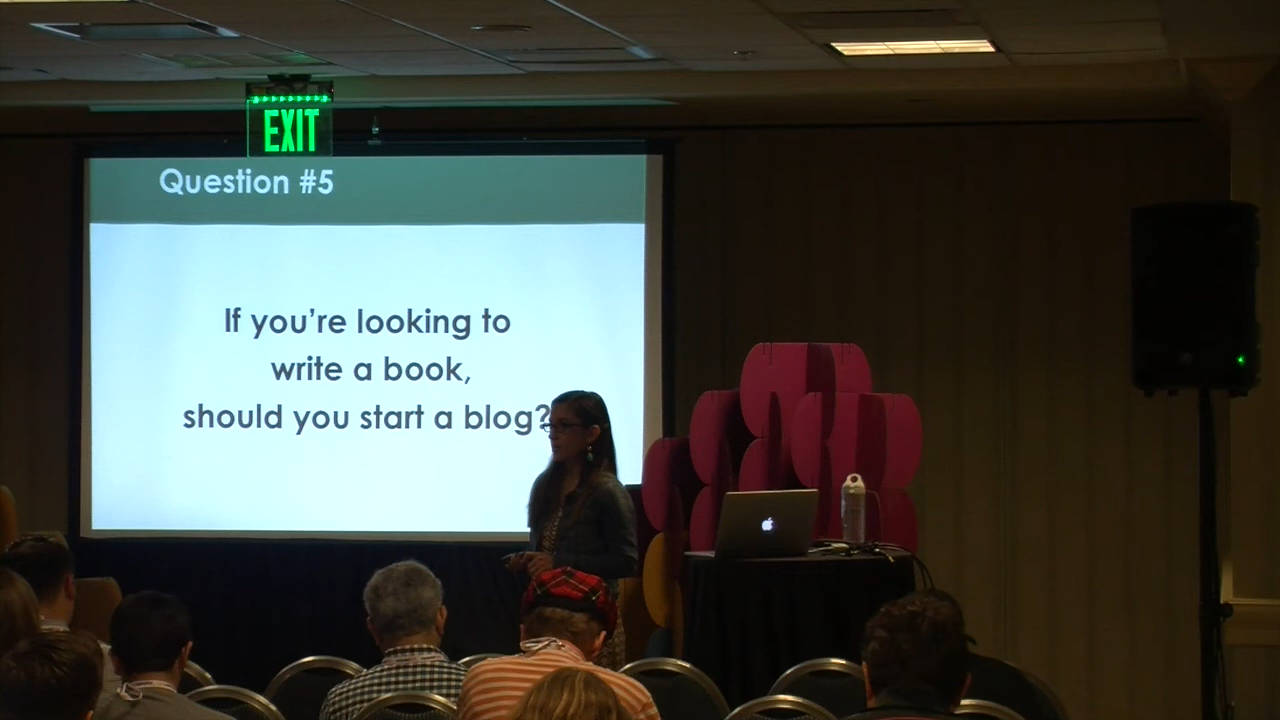 EXIT
Question #5
If you're looking to
write a book,
should you start a blog?